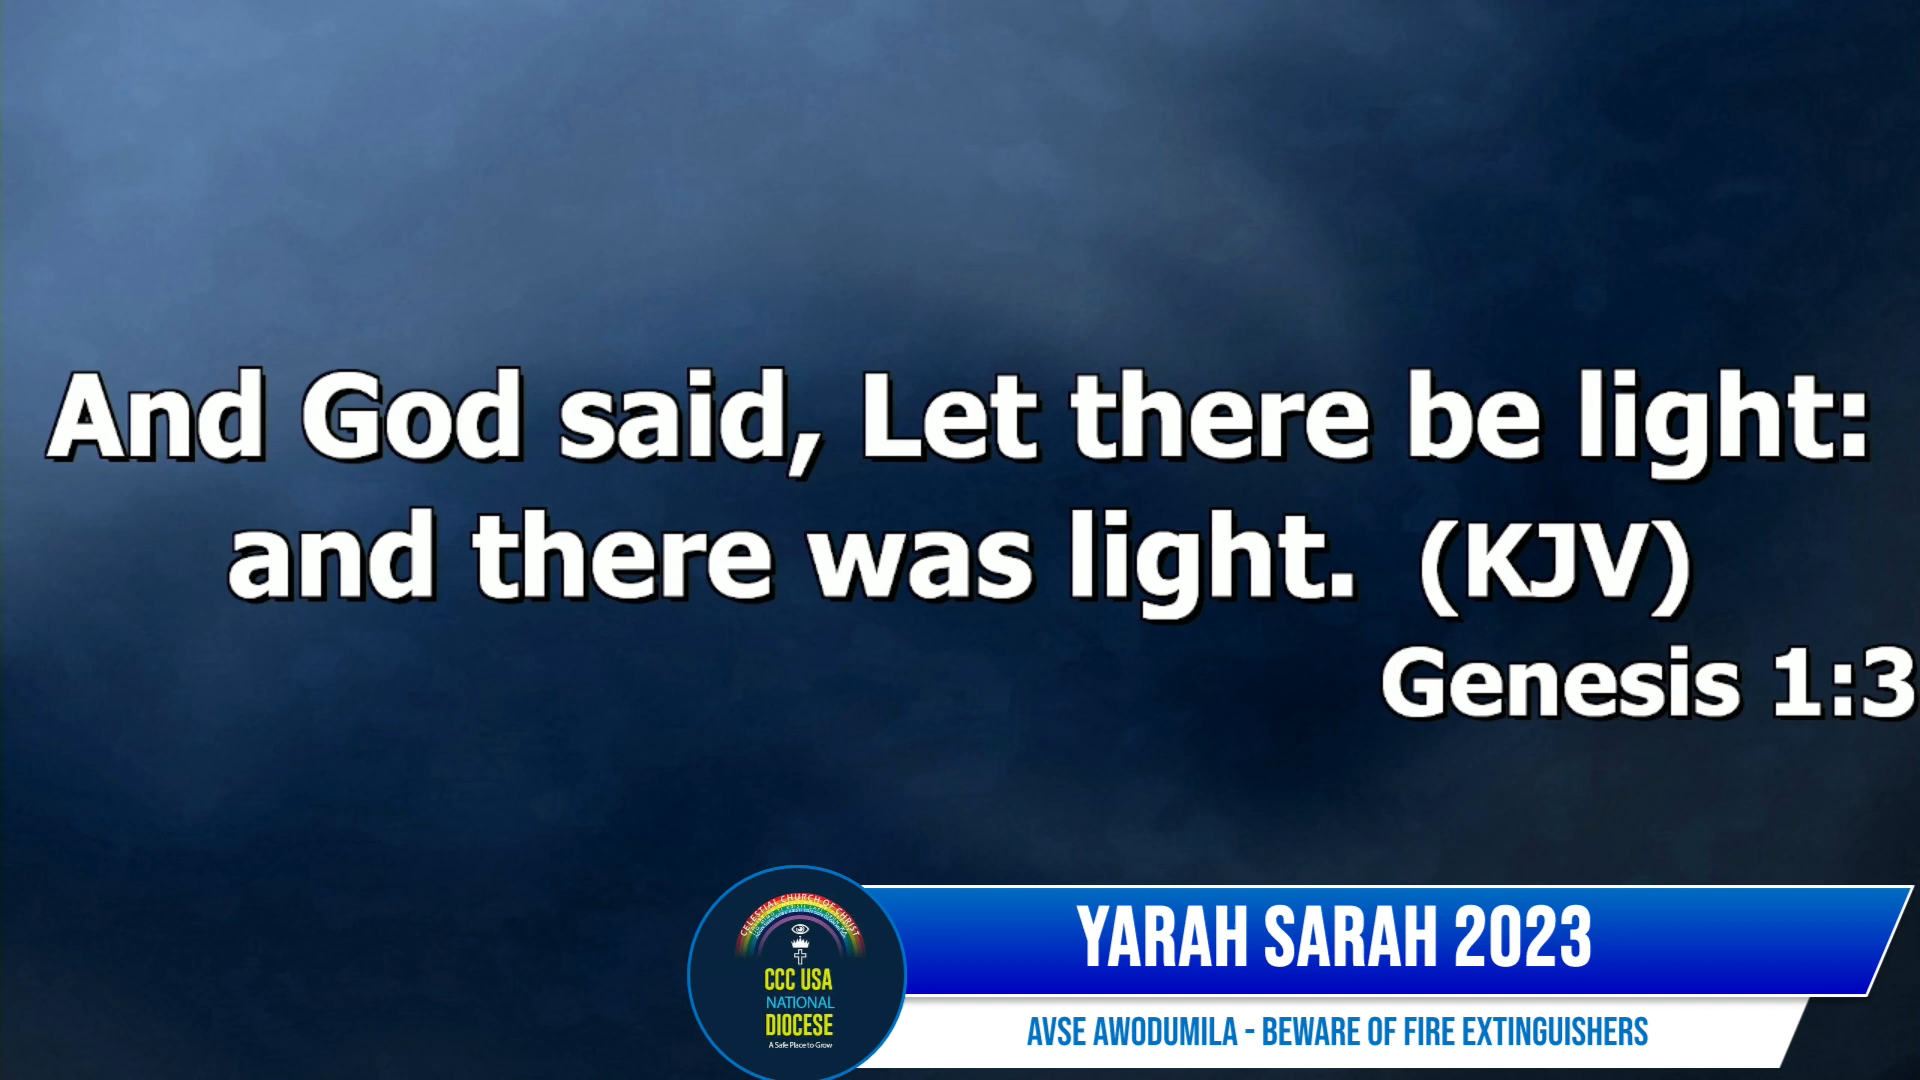 And God said, Let there be light:
and there was light. (KJV)
Genesis 1:3
YARAH SARAH 2023
AVSE AWODUMILA - BEWARE OF FIRE EXTINGUISHERS
CELESTIAL CHURCH OF CHRIST
CCC USA
NATIONAL
DIOCESE
A Safe Place to Grow